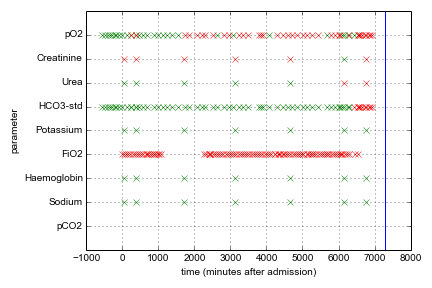 pO2
Creatinine
Urea
HCO3-std
Potassium
FiO2
Haemoglobin
Sodium
pCO2
parameter
−1000 0 1000 2000 3000 4000 5000 6000 7000 8000
time (minutes after admission)